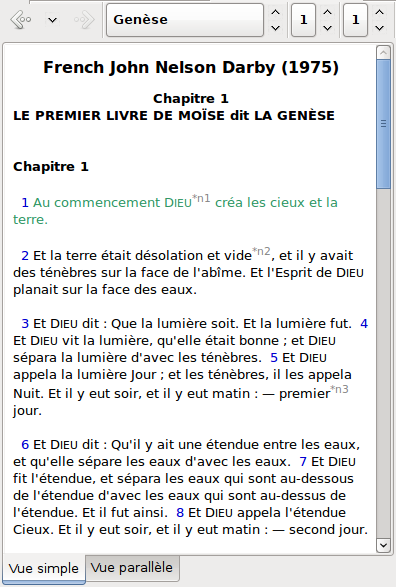 Genèse 1 1
French John Nelson Darby (1975)
Chapitre 1
LE PREMIER LIVRE DE MOÏSE dit LA GENÈSE
Chapitre 1
1 Au commencement DIEU*n1 créa les cieux et la
terre.
2 Et la terre était désolation et vide*n2, et il y avait
des ténèbres sur la face de l'abîme. Et l'Esprit de DIEU
planait sur la face des eaux.
3 Et DIEU dit : Que la lumière soit. Et la lumière fut. 4
Et DIEU vit la lumière, qu'elle était bonne ; et DIEU
sépara la lumière d'avec les ténèbres. 5 Et DIEU
appela la lumière Jour ; et les ténèbres, il les appela
Nuit. Et il y eut soir, et il y eut matin : — premier*n3
jour.
6 Et DIEU dit : Qu'il y ait une étendue entre les eaux,
et qu'elle sépare les eaux d'avec les eaux. 7 Et DIEU
fit l'étendue, et sépara les eaux qui sont au-dessous
de l'étendue d'avec les eaux qui sont au-dessus de
l'étendue. Et il fut ainsi. 8 Et DIEU appela l'étendue
Cieux. Et il y eut soir, et il y eut matin : — second jour.
Vue simple Vue parallèle